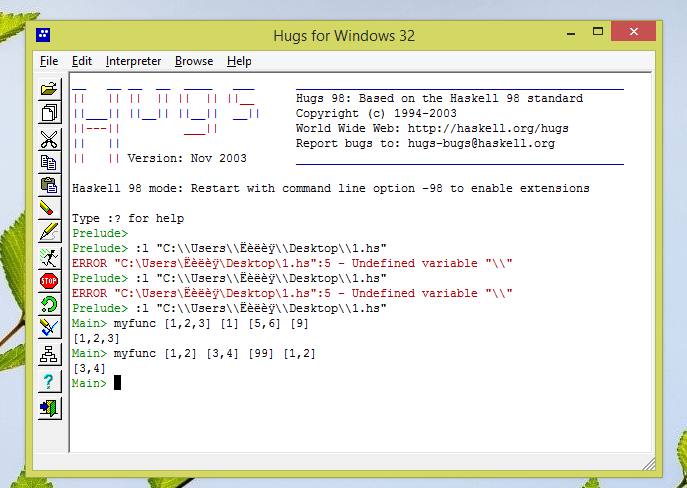 Hugs for Windows 32
File Edit Interpreter Browse Help
__ __ __ __ ____ ___ _________________________________________
|| || || || || || ||__ Hugs 98: Based on the Haskell 98 standard
||___|| ||__|| ||__|| __|| Copyright (c) 1994-2003
||---|| ___|| World Wide Web: http://haskell.org/hugs
|| || Report bugs to: hugs-bugs@haskell.org
|| || Version: Nov 2003 _________________________________________
Haskell 98 mode: Restart with command line option -98 to enable extensions
Type :? for help
Prelude>
Prelude> :l "C:\\Users\\Ëèëèÿ\\Desktop\\1.hs"
ERROR "C:\Users\Ëèëèÿ\Desktop\1.hs":5 - Undefined variable "\\"
Prelude> :l "C:\\Users\\Ëèëèÿ\\Desktop\\1.hs"
ERROR "C:\Users\Ëèëèÿ\Desktop\1.hs":5 - Undefined variable "\\"
Prelude> :l "C:\\Users\\Ëèëèÿ\\Desktop\\1.hs"
Main> myfunc [1,2,3] [1] [5,6] [9]
[1,2,3]
Main> myfunc [1,2] [3,4] [99] [1,2]
[3,4]
Main>
STOP